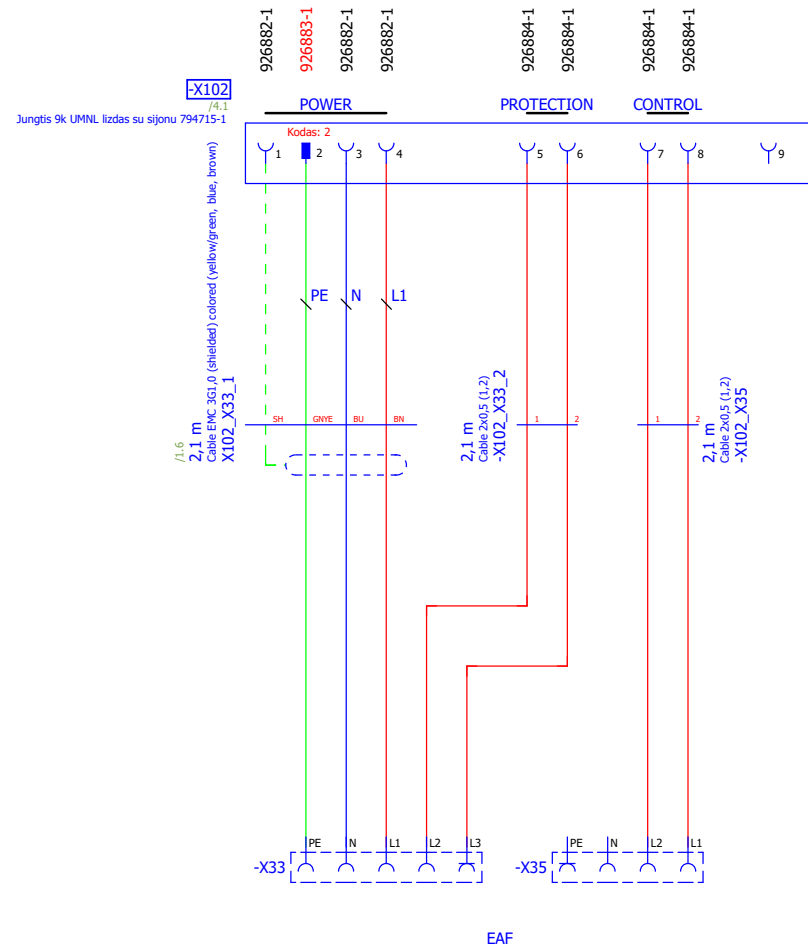 926882-1
926883-1
926882-1
926882-1
926884-1
926884-1
926884-1
926884-1
-X102
/4.1
POWER
PROTECTION
CONTROL
Jungtis 9k UMNL lizdas su sijonu 794715-1
Kodas: 2
1
2
3
4
5
6
7
8
9
PE
N
L1
/1.6
2,1 m
Cable EMC 3G1,0 (shielded) colored (yellow/green, blue, brown)
X102_X33_1
SH
GNYE
BU
BN
2,1 m
Cable 2x0,5 (1,2)
-X102_X33_2
1
2
1
2
2,1 m
Cable 2x0,5 (1,2)
-X102_X35
-X33
PE
N
L1
L2
L3
-X35
PE
N
L2
L1
EAF